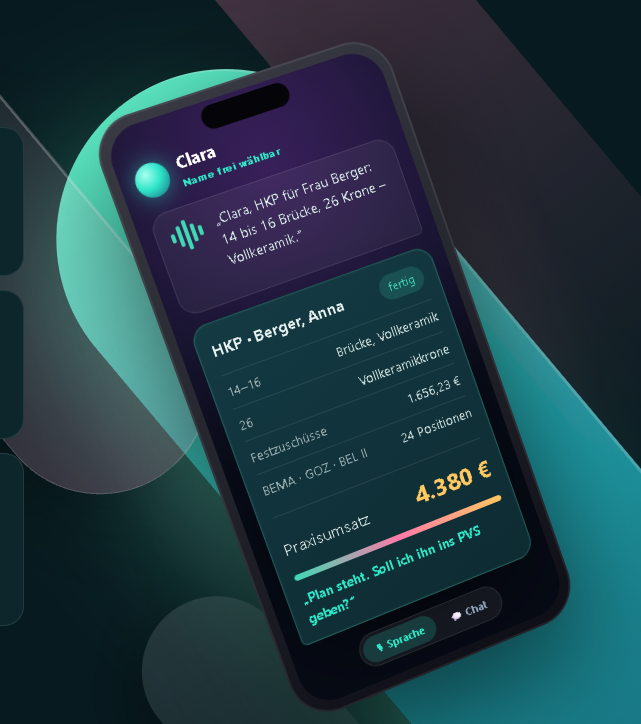 Clara
Name frei wählbar
„Clara, HKP für Frau Berger:
14 bis 16 Brücke, 26 Krone –
Vollkeramik.“
HKP · Berger, Anna
fertig
14–16
Brücke, Vollkeramik
26
Vollkeramikkrone
Festzuschüsse
1.656,23 €
BEMA · GOZ · BEL II
24 Positionen
Praxisumsatz
4.380 €
„Plan steht. Soll ich ihn ins PVS
geben?“
Sprache
Chat